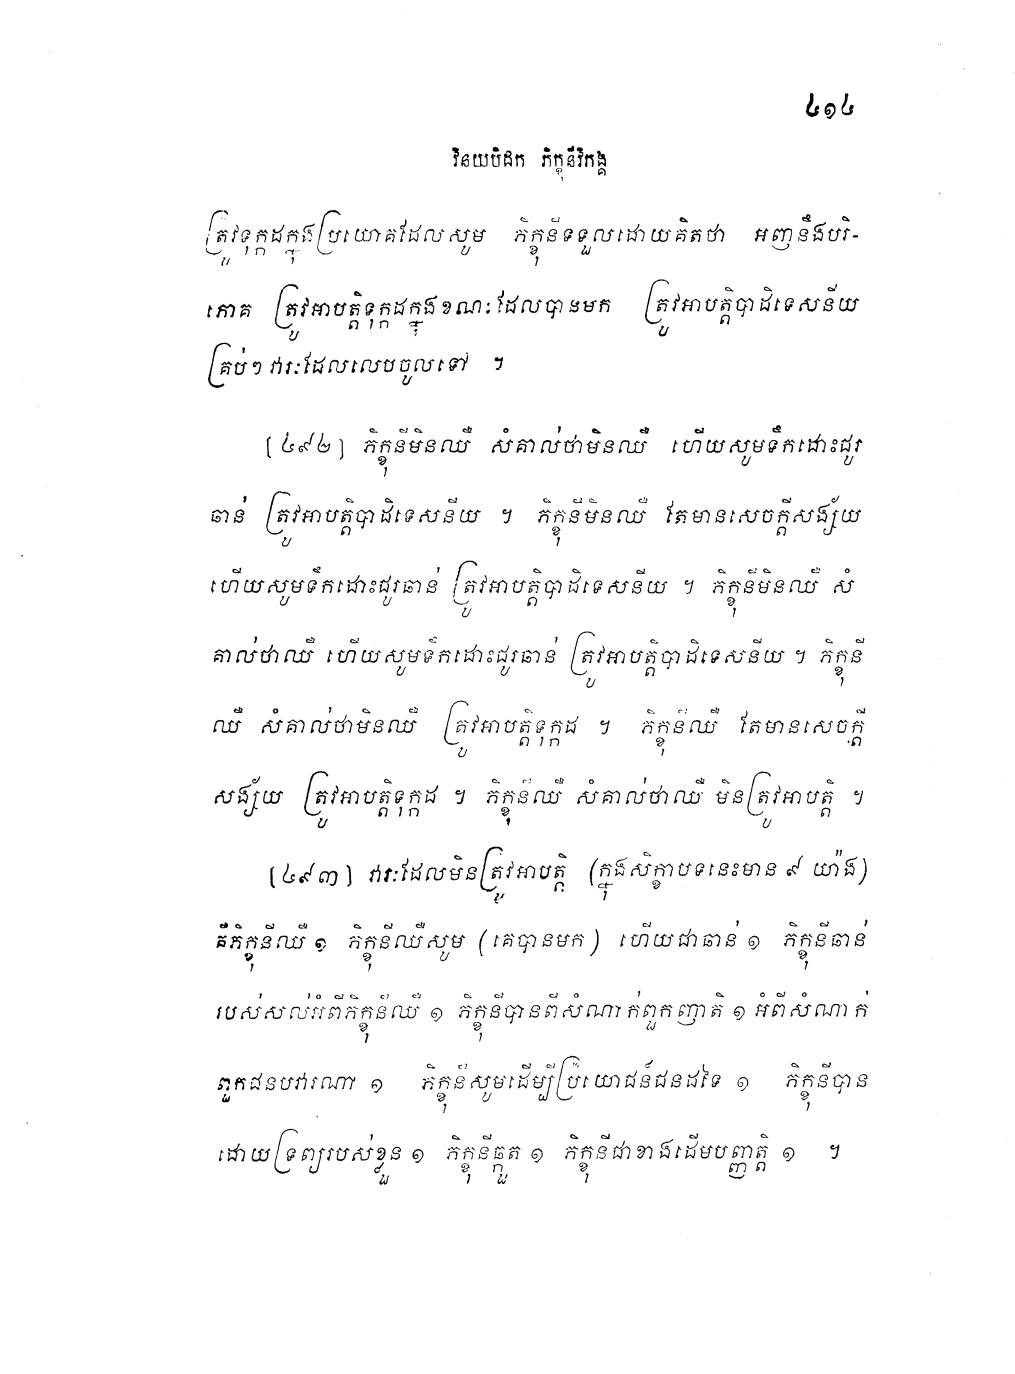 ៤១៤
វិនយបិដក ភិក្ខុនីវិភង្គ
ត្រូវទុក្កដក្នុងប្រយោគដែលសូម ភិក្ខុនីទទួលដោយគិតថា អញនឹងបរិ-
ភោគ ត្រូវអាបត្តិទុក្កដក្នុងខណៈដែលបានមក ត្រូវអាបត្តិបាដិទេសនីយ
គ្រប់ៗ វារៈដែលលេបចូលទៅ ។
[៤៩២] ភិក្ខុនីមិនឈឺ សំគាល់ថាមិនឈឺ ហើយសូមទឹកដោះជូរ
ឆាន់ ត្រូវអាបត្តិបាដិទេសនីយ ។ ភិក្ខុនីមិនឈឺ តែមានសេចក្តីសង្ស័យ
ហើយសូមទឹកដោះជូរឆាន់ ត្រូវអាបត្តិបាដិទេសនីយ ។ ភិក្ខុនីមិនឈឺ សំ
គាល់ថាឈឺ ហើយសូមទឹកដោះជូរឆាន់ ត្រូវអាបត្តិបាដិទេសនីយ ។ ភិក្ខុនី
ឈឺ សំគាល់ថាមិនឈឺ ត្រូវអាបត្តិទុក្កដ ។ ភិក្ខុនីឈឺ តែមានសេចក្តី
សង្ស័យ ត្រូវអាបត្តិទុក្កដ ។ ភិក្ខុនីឈឺ សំគាល់ថាឈឺ មិនត្រូវអាបត្តិ ។
[៤៩៣] វារៈដែលមិនត្រូវអាបត្តិ (ក្នុងសិក្ខាបទនេះមាន ៩ យ៉ាង)
គឺភិក្ខុនីឈឺ ១ ភិក្ខុនីឈឺសូម (គេបានមក) ហើយជាឆាន់ ១ ភិក្ខុនីឆាន់
របស់សល់អំពីភិក្ខុនីឈឺ ១ ភិក្ខុនីបានពីសំណាក់ពួកញាតិ ១ អំពីសំណាក់
ពួកជនបវារណា ១ ភិក្ខុនីសូមដើម្បីប្រយោជន៍ជនដទៃ ១ ភិក្ខុនីបាន
ដោយទ្រព្យរបស់ខ្លួន ១ ភិក្ខុនីឆ្កួត ១ ភិក្ខុនីជាខាងដើមបញ្ញត្តិ ១ ។